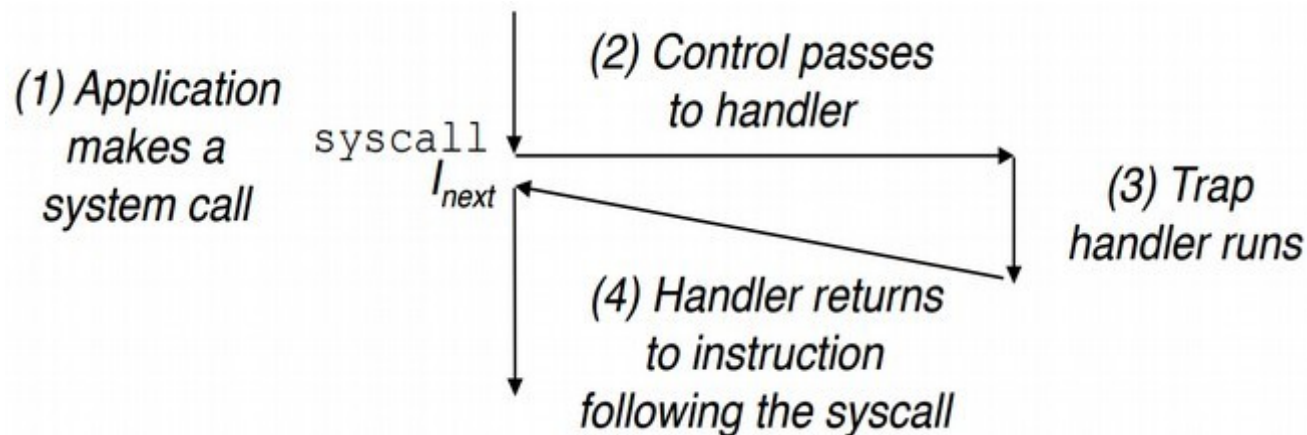 (1) Application
makes a
system call
syscall
Inext
(2) Control passes
to handler
(3) Trap
handler runs
(4) Handler returns
to instruction
following the syscall